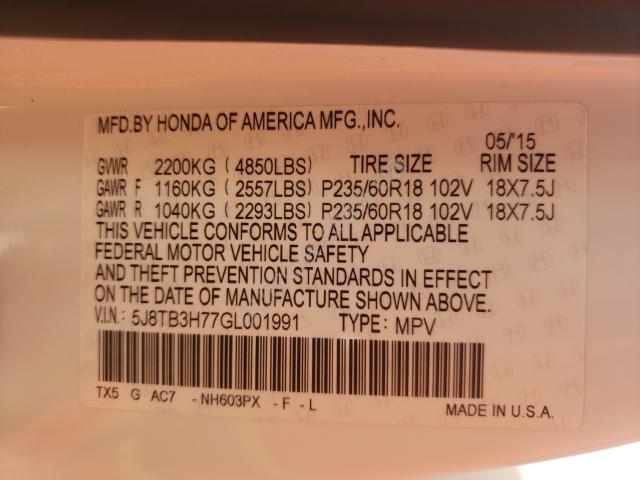 MFD.BY HONDA OF AMERICA MFG.,INC.
05/'15
GVWR 2200KG (4850LBS) TIRE SIZE RIM SIZE
GAWR F 1160KG (2557LBS) P235/60R18 102V 18X7.5J
GAWR R 1040KG (2293LBS) P235/60R18 102V 18X7.5J
THIS VEHICLE CONFORMS TO ALL APPLICABLE
FEDERAL MOTOR VEHICLE SAFETY
AND THEFT PREVENTION STANDARDS IN EFFECT
ON THE DATE OF MANUFACTURE SHOWN ABOVE.
V.I.N.: 5J8TB3H77GL001991 TYPE: MPV
TX5 G AC7 -NH603PX -F -L
MADE IN U.S.A.